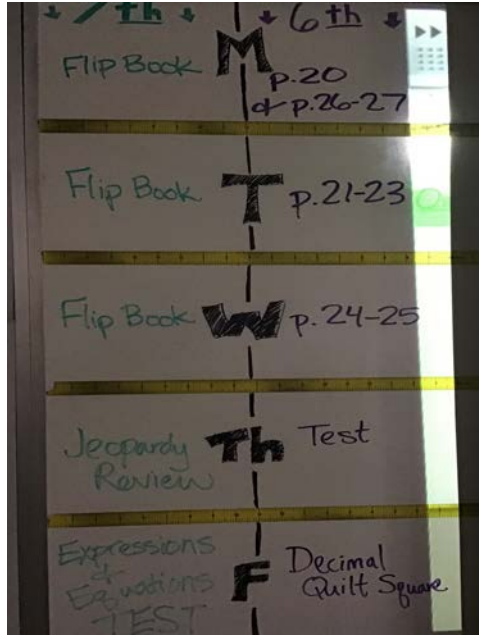 7th 6th
Flip Book M p.20
& p.26-27
Flip Book T p.21-23
Flip Book W p.24-25
Jeopardy Th Test
Review
Expressions F Decimal
& Quilt Square
Equations
TEST